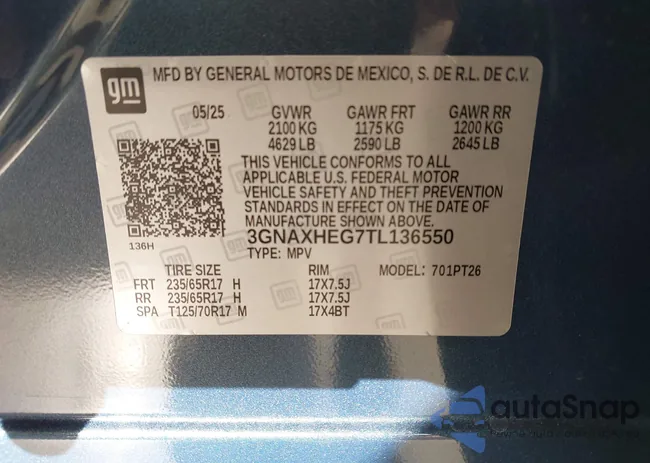 gm
MFD BY GENERAL MOTORS DE MEXICO, S. DE R.L. DE C.V.
05/25 GVWR GAWR FRT GAWR RR
2100 KG 1175 KG 1200 KG
4629 LB 2590 LB 2645 LB
THIS VEHICLE CONFORMS TO ALL
APPLICABLE U.S. FEDERAL MOTOR
VEHICLE SAFETY AND THEFT PREVENTION
STANDARDS IN EFFECT ON THE DATE OF
MANUFACTURE SHOWN ABOVE.
136H
3GNAXHEG7TL136550
TYPE: MPV
TIRE SIZE RIM MODEL: 701PT26
FRT 235/65R17 H 17X7.5J
RR 235/65R17 H 17X7.5J
SPA T125/70R17 M 17X4BT
autoSnap